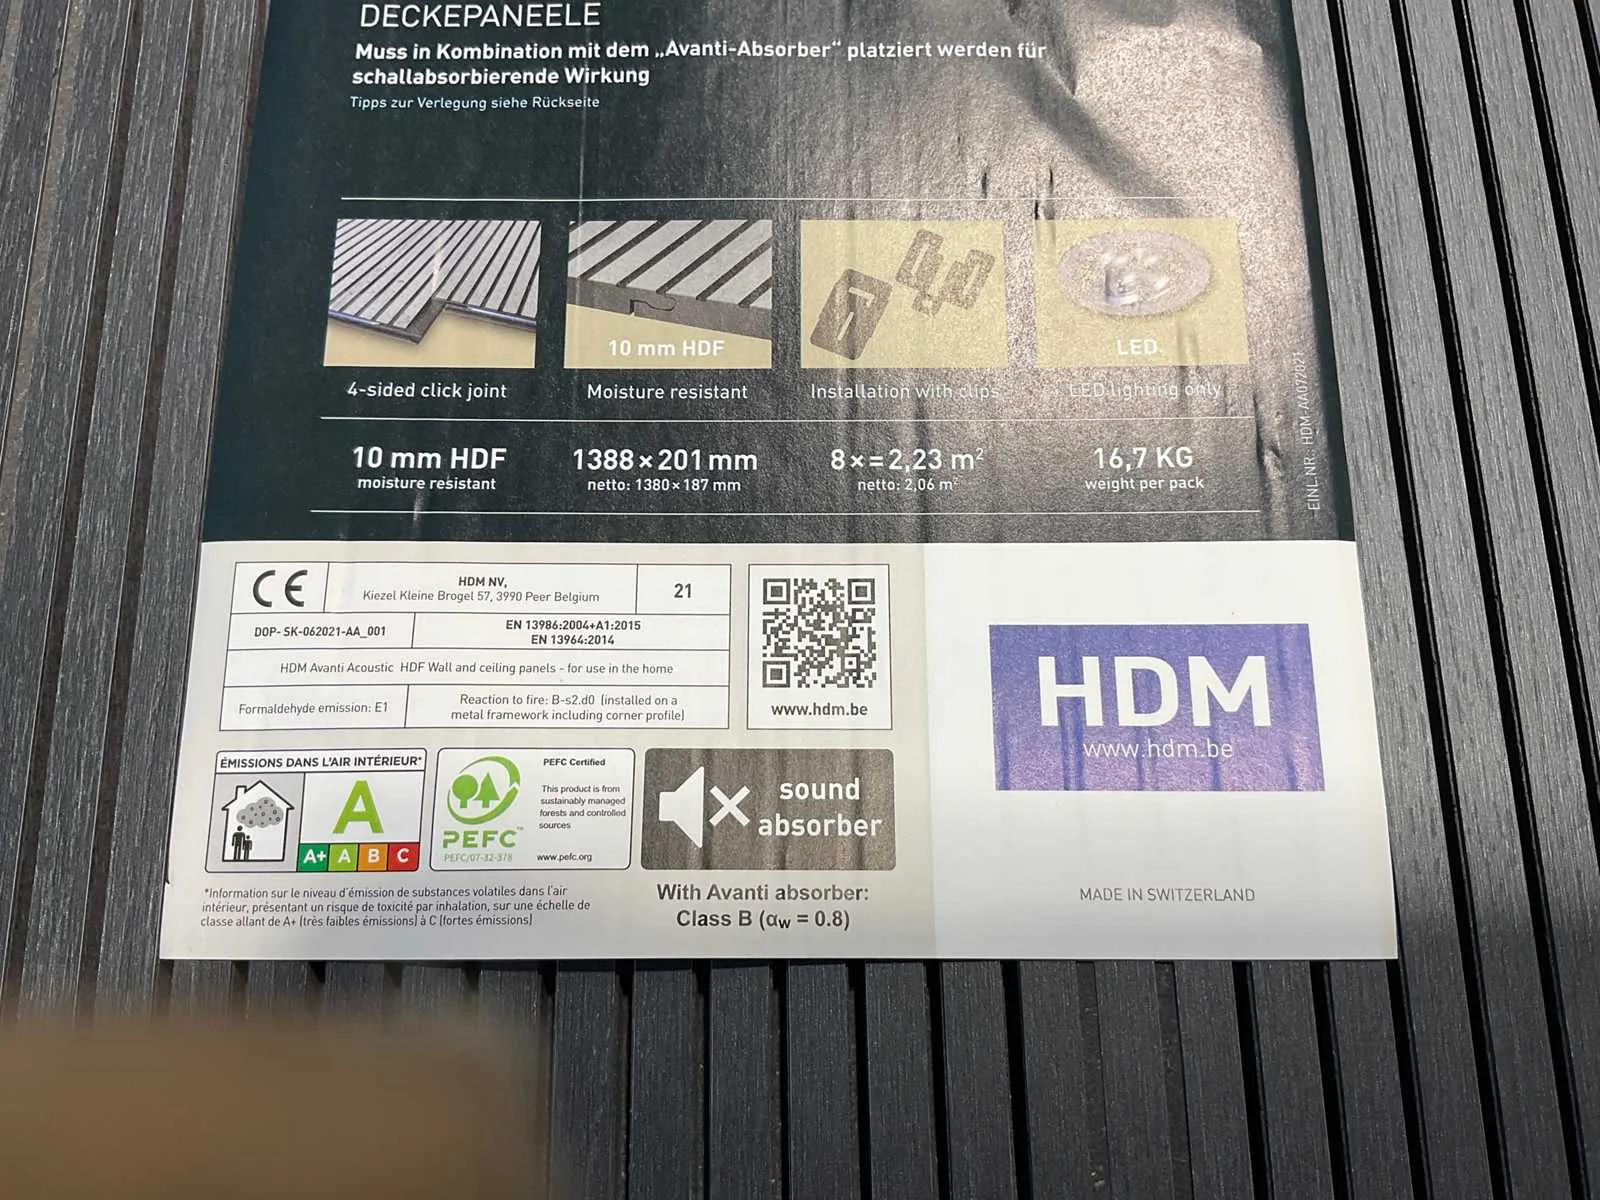 DECKEPANEELE
Muss in Kombination mit dem „Avanti-Absorber“ platziert werden für
schallabsorbierende Wirkung
Tipps zur Verlegung siehe Rückseite
10 mm HDF
LED
4-sided click joint
Moisture resistant
Installation with clips
LED lighting only
10 mm HDF
moisture resistant
1388×201 mm
netto: 1380×187 mm
8×=2,23 m²
netto: 2,06 m²
16,7 KG
weight per pack
EINL.NR: HDM-AA07/2021
CE
HDM NV,
Kiezel Kleine Brogel 57, 3990 Peer Belgium
21
DOP- SK-062021-AA_001
EN 13986:2004+A1:2015
EN 13964:2014
HDM Avanti Acoustic HDF Wall and ceiling panels - for use in the home
Formaldehyde emission: E1
Reaction to fire: B-s2.d0 (installed on a
metal framework including corner profile)
www.hdm.be
HDM
www.hdm.be
ÉMISSIONS DANS L'AIR INTÉRIEUR*
A
A+ A B C
PEFC™
PEFC/07-32-378
PEFC Certified
This product is from
sustainably managed
forests and controlled
sources
www.pefc.org
sound
absorber
*Information sur le niveau d'émission de substances volatiles dans l'air
intérieur, présentant un risque de toxicité par inhalation, sur une échelle de
classe allant de A+ (très faibles émissions) à C (fortes émissions)
With Avanti absorber:
Class B (αw = 0.8)
MADE IN SWITZERLAND